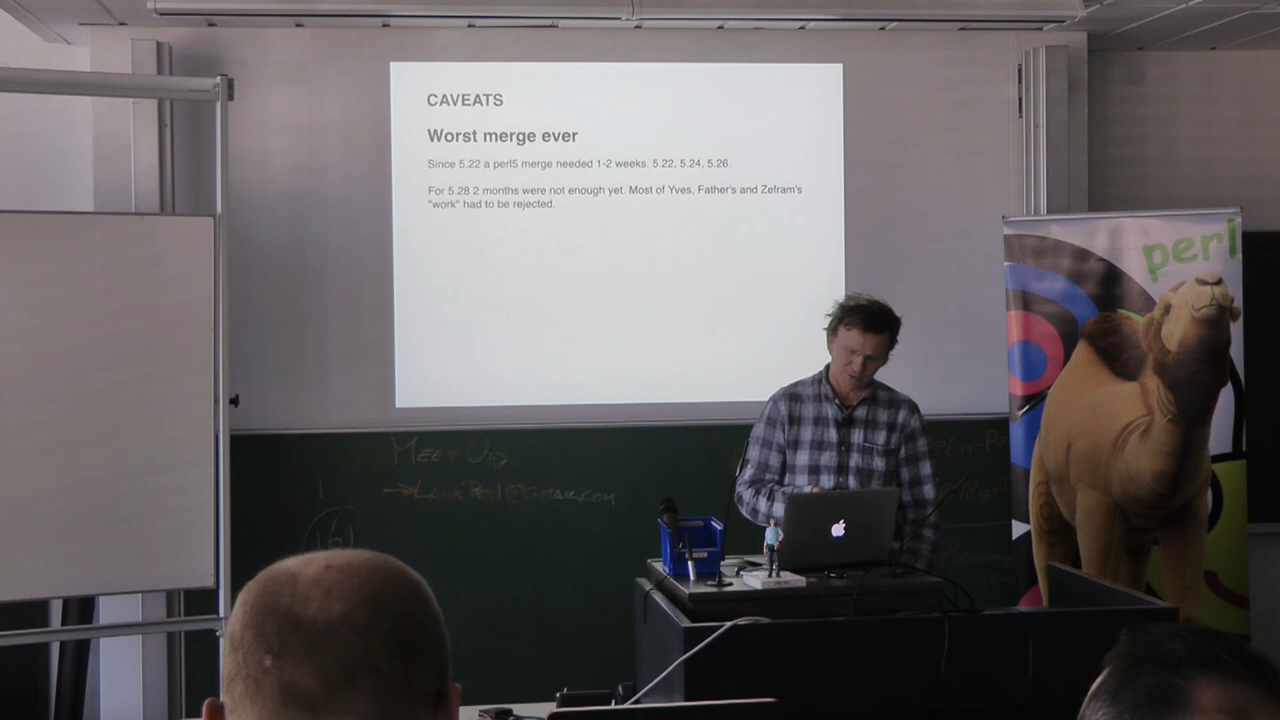 CAVEATS
Worst merge ever
Since 5.22 a perl5 merge needed 1-2 weeks. 5.22, 5.24, 5.26.
For 5.28 2 months were not enough yet. Most of Yves, Father's and Zefram's
"work" had to be rejected.
perl
MEET UP